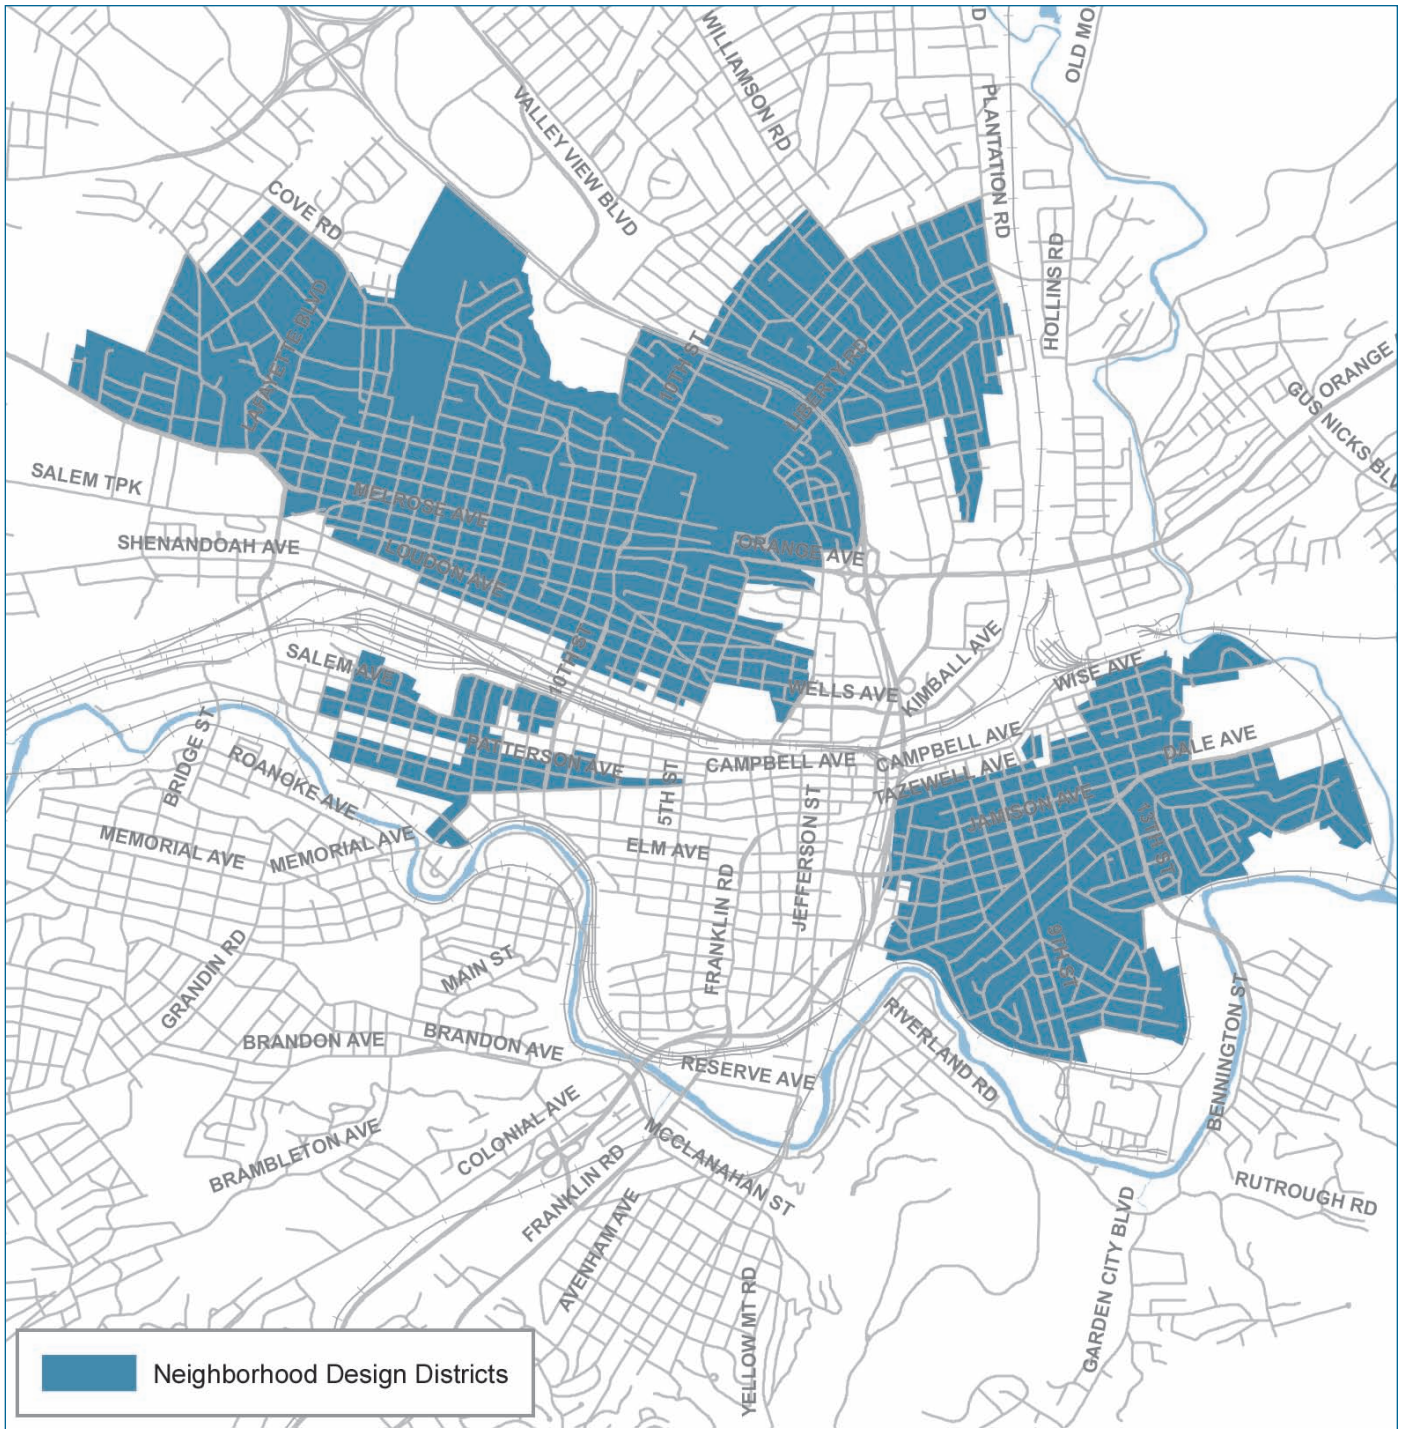 D
OLD MO
WILLIAMSON RD
VALLEY VIEW BLVD
PLANTATION RD
COVE RD
HOLLINS RD
LAFAYETTE BLVD
10TH ST
LIBERTY RD
ORANGE
GUS NICKS BLV
SALEM TPK
MELROSE AVE
SHENANDOAH AVE
LOUDON AVE
ORANGE AVE
SALEM AVE
10TH ST
WELLS AVE
KIMBALL AVE
WISE AVE
BRIDGE ST
ROANOKE AVE
PATTERSON AVE
5TH ST
CAMPBELL AVE
CAMPBELL AVE
TAZEWELL AVE
DALE AVE
JAMISON AVE
13TH ST
MEMORIAL AVE
MEMORIAL AVE
ELM AVE
JEFFERSON ST
FRANKLIN RD
9TH ST
GRANDIN RD
MAIN ST
BRANDON AVE
BRANDON AVE
RESERVE AVE
RIVERLAND RD
BENNINGTON ST
BRAMBLETON AVE
COLONIAL AVE
FRANKLIN RD
MCCLANAHAN ST
AVENHAM AVE
YELLOW MT RD
GARDEN CITY BLVD
RUTROUGH RD
Neighborhood Design Districts